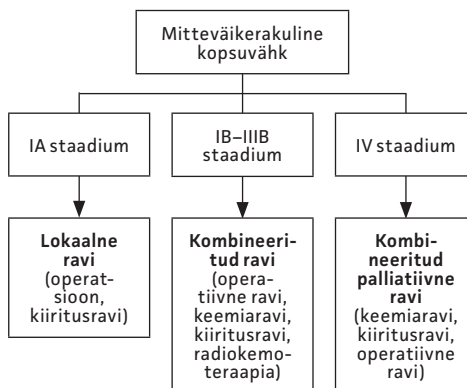 Mitteväikerakuline
kopsuvähk
IA staadium
IB–IIIB
staadium
IV staadium
Lokaalne
ravi
(operat-
sioon,
kiiritusravi)
Kombineeri-
tud ravi
(opera-
tiivne ravi,
keemiaravi,
kiiritusravi,
radiokemo-
teraapia)
Kombi-
neeritud
palliatiivne
ravi
(keemiaravi,
kiiritusravi,
operatiivne
ravi)